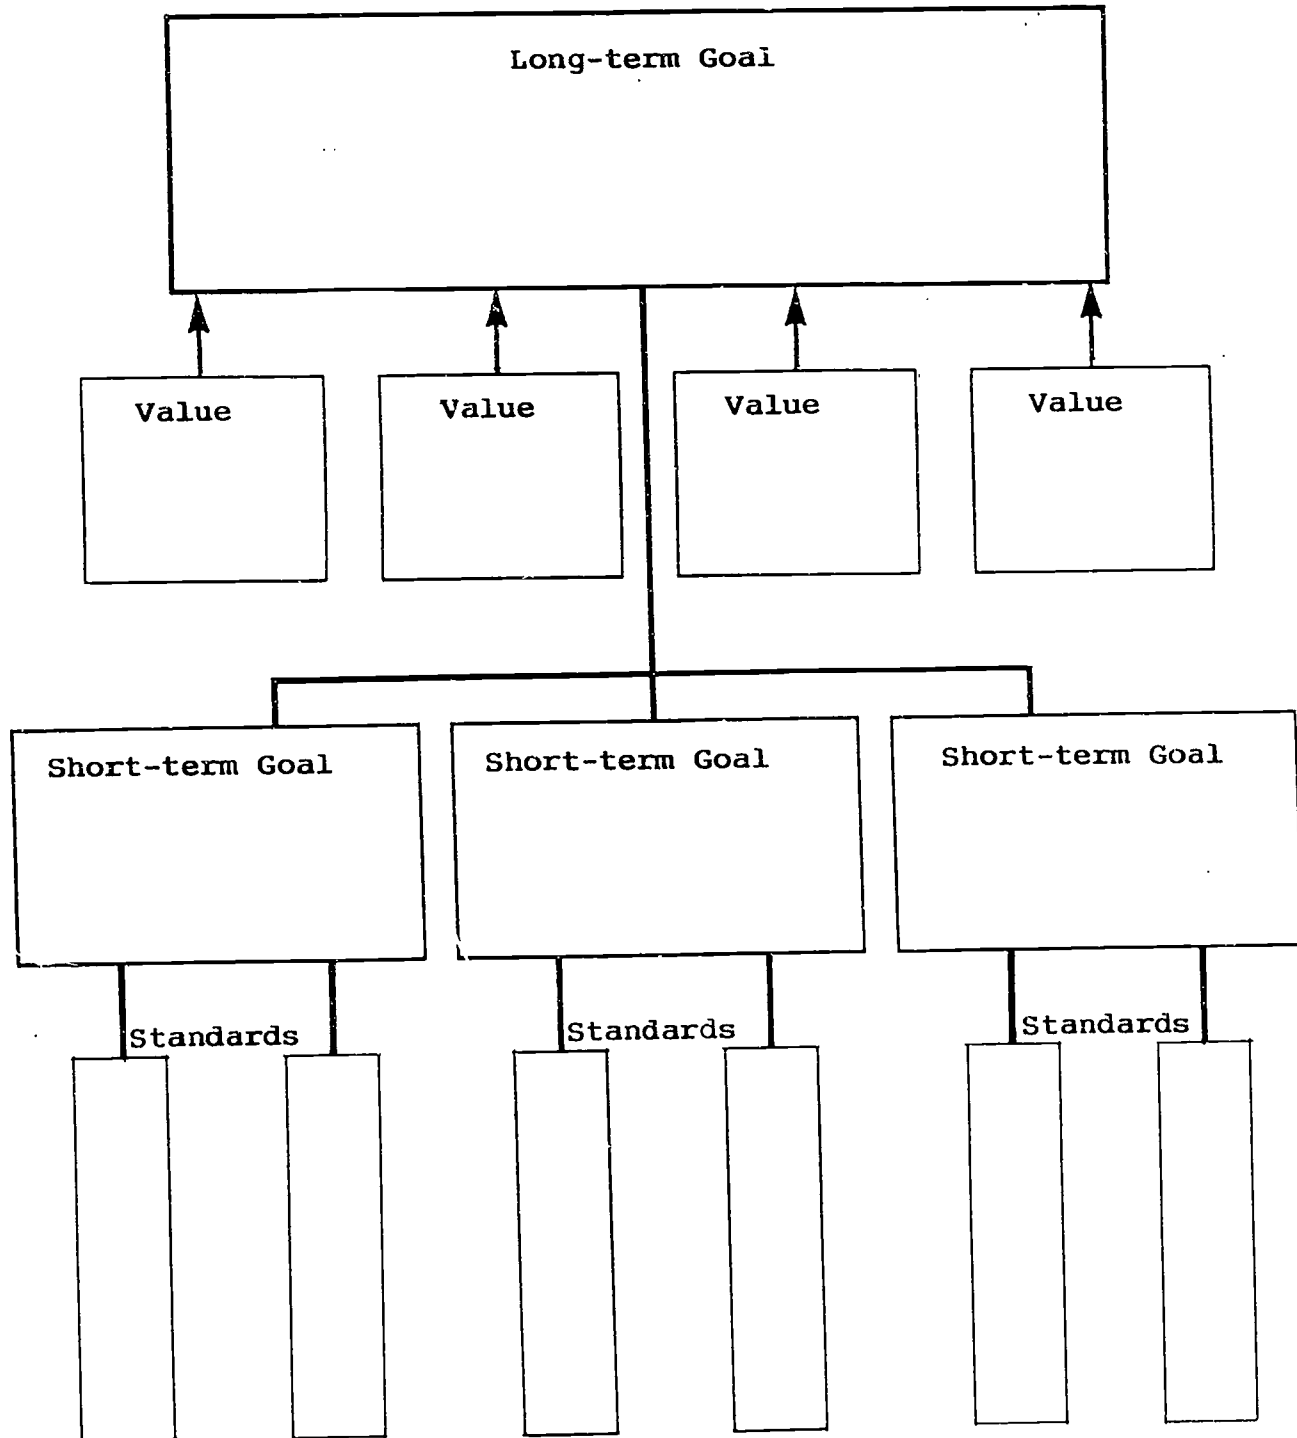 Long-term Goal
Value
Value
Value
Value
Short-term Goal
Short-term Goal
Short-term Goal
Standards
Standards
Standards